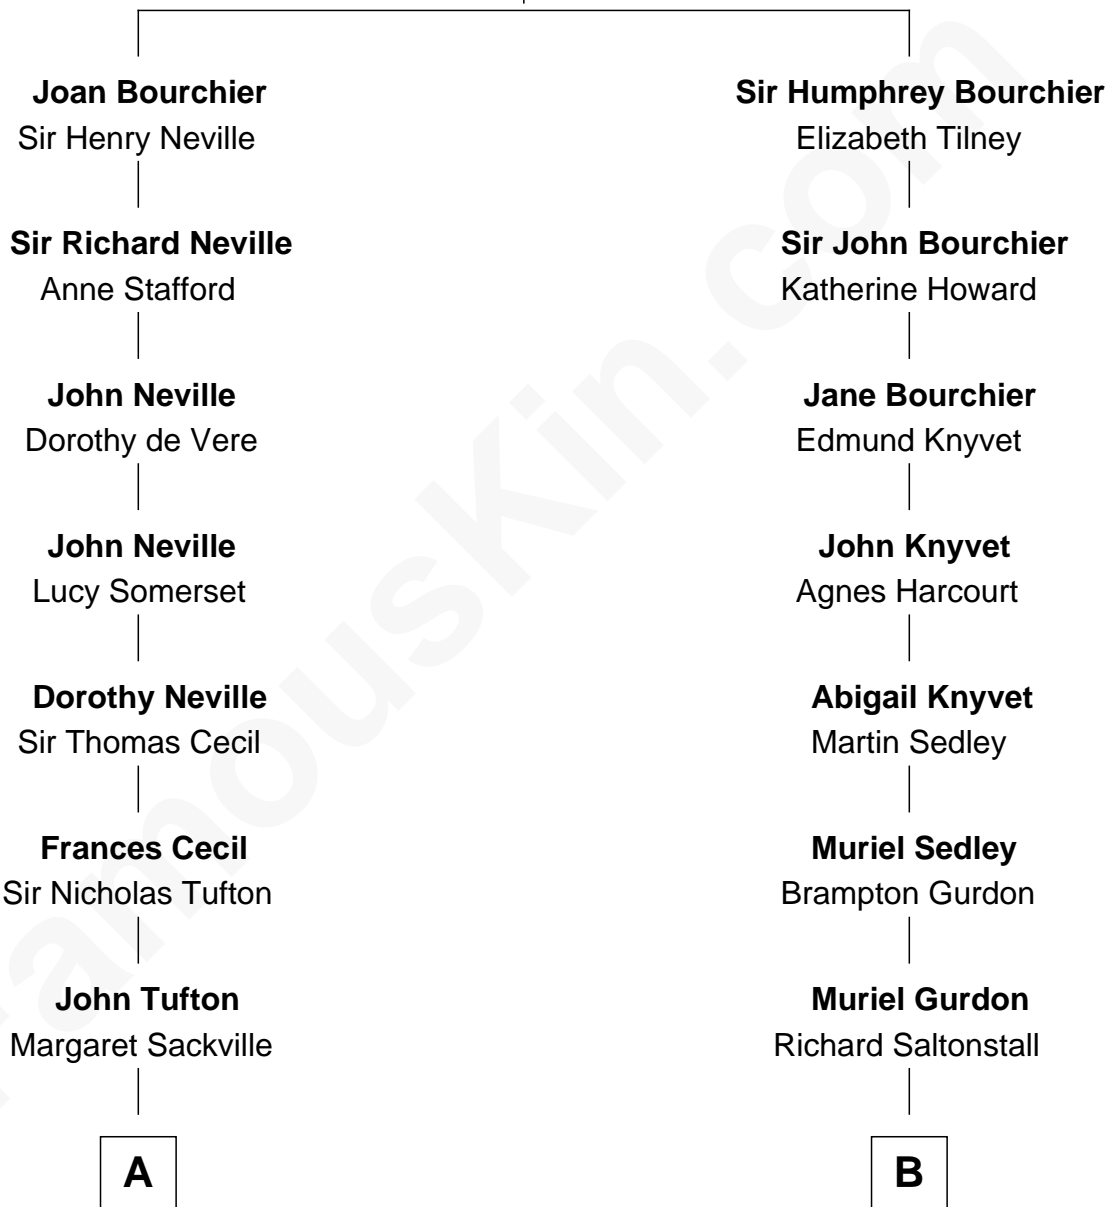 Joan Bourchier
Sir Henry Neville
Sir Richard Neville
Anne Stafford
John Neville
Dorothy de Vere
John Neville
Lucy Somerset
Dorothy Neville
Sir Thomas Cecil
Frances Cecil
Sir Nicholas Tufton
John Tufton
Margaret Sackville
A
Sir Humphrey Bourchier
Elizabeth Tilney
Sir John Bourchier
Katherine Howard
Jane Bourchier
Edmund Knyvet
John Knyvet
Agnes Harcourt
Abigail Knyvet
Martin Sedley
Muriel Sedley
Brampton Gurdon
Muriel Gurdon
Richard Saltonstall
B
FamousKin.com